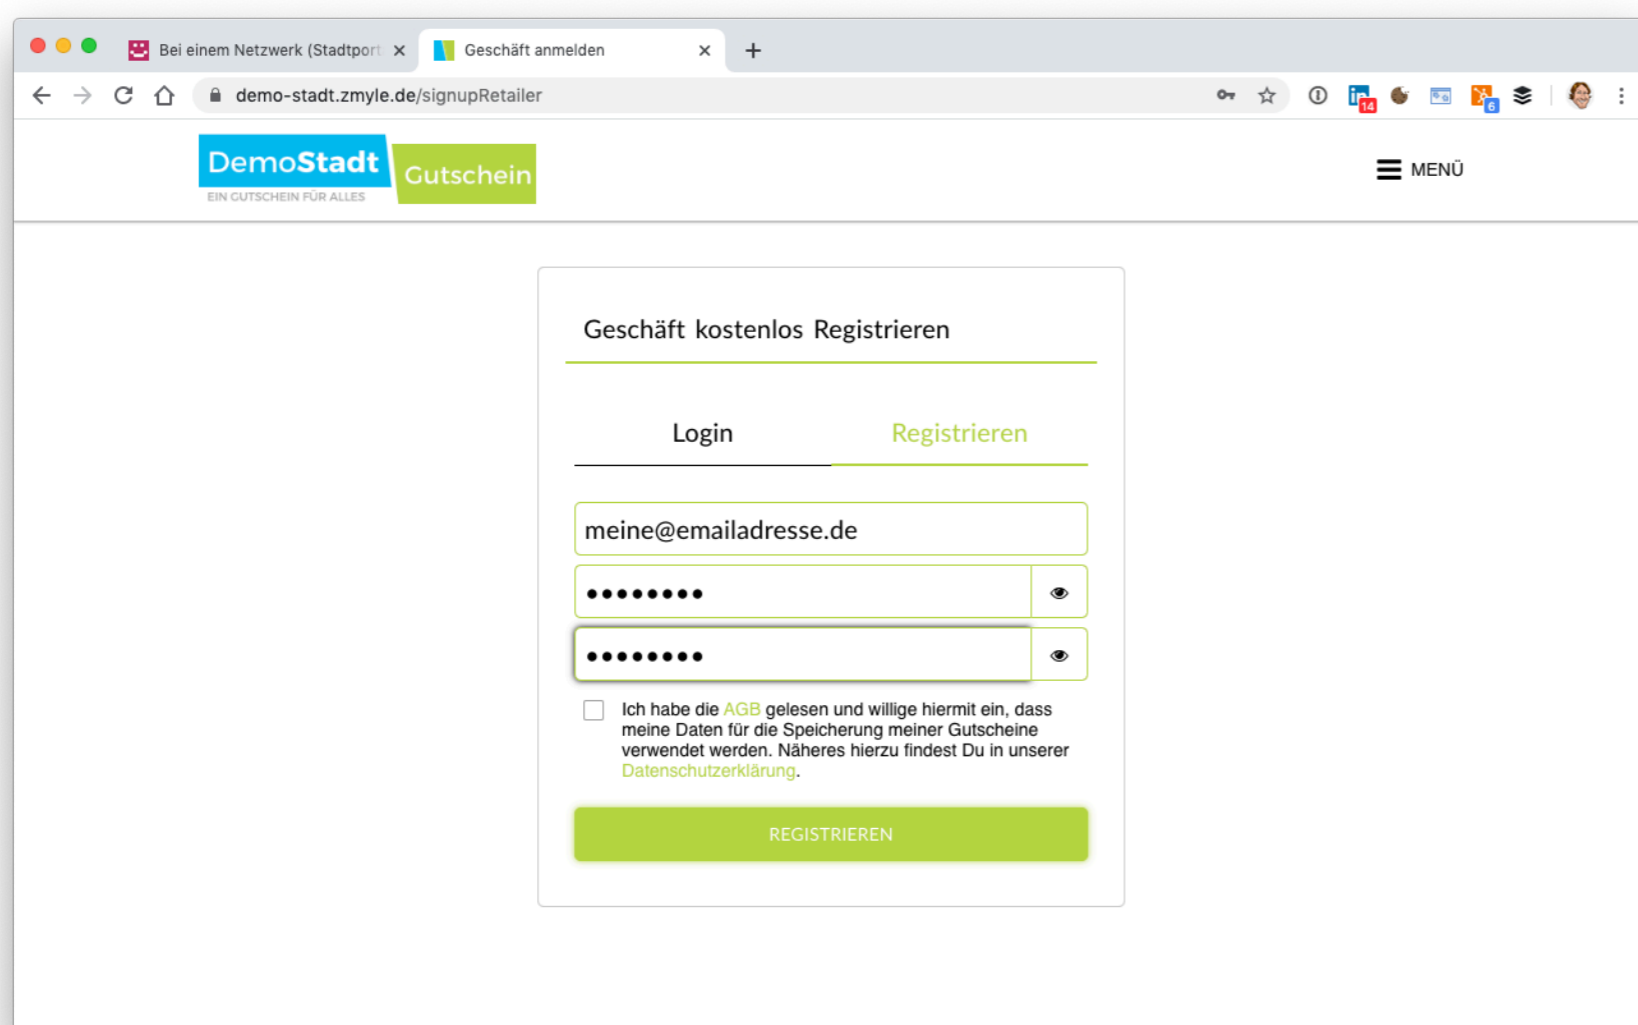 Bei einem Netzwerk (Stadtport
Geschäft anmelden
demo-stadt.zmyle.de/signupRetailer
14
6
DemoStadt Gutschein
EIN GUTSCHEIN FÜR ALLES
MENÜ
Geschäft kostenlos Registrieren
Login Registrieren
meine@emailadresse.de
••••••••
••••••••
Ich habe die AGB gelesen und willige hiermit ein, dass
meine Daten für die Speicherung meiner Gutscheine
verwendet werden. Näheres hierzu findest Du in unserer
Datenschutzerklärung.
REGISTRIEREN